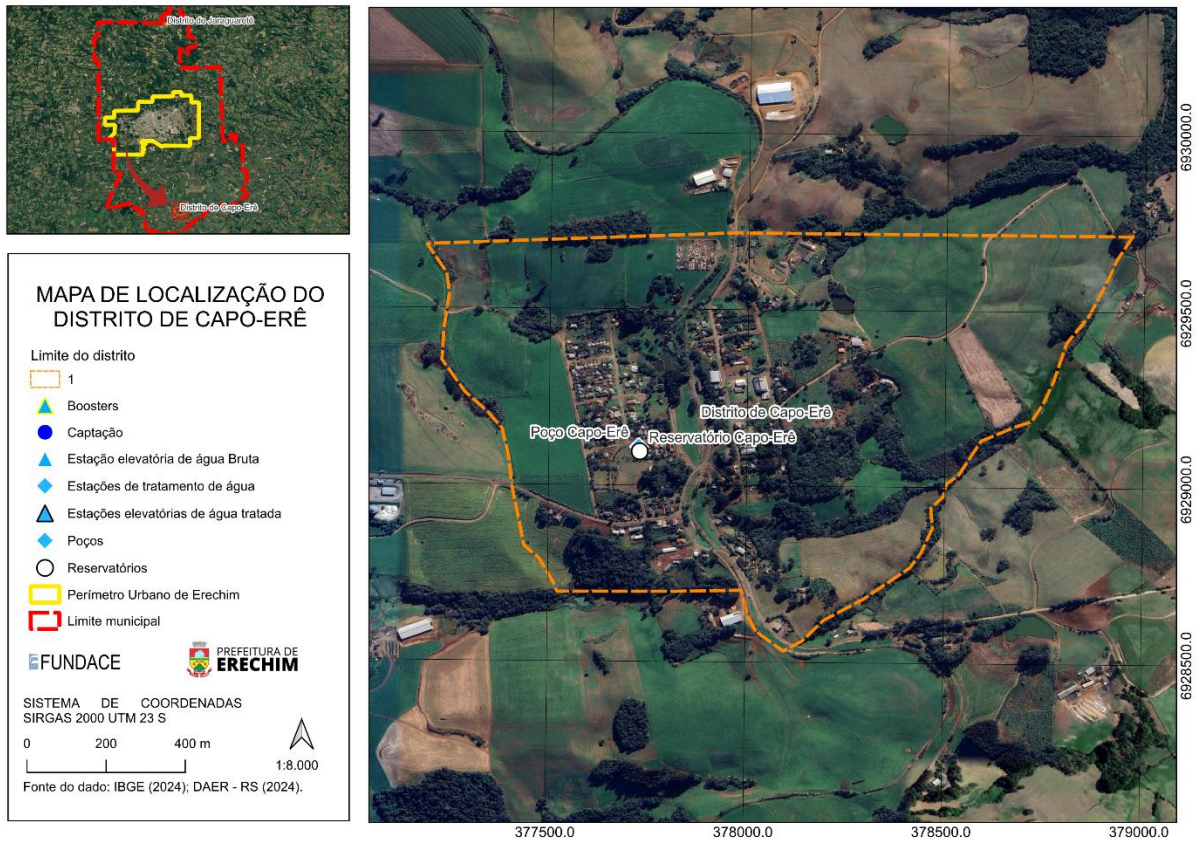 Distrito de Jaraguaretê
Distrito de Capo-Erê
MAPA DE LOCALIZAÇÃO DO
DISTRITO DE CAPO-ERÊ
Limite do distrito
1
Boosters
Captação
Estação elevatória de água Bruta
Estações de tratamento de água
Estações elevatórias de água tratada
Poços
Reservatórios
Perímetro Urbano de Erechim
Limite municipal
FUNDACE
PREFEITURA DE
ERECHIM
SISTEMA DE COORDENADAS
SIRGAS 2000 UTM 23 S
0 200 400 m
1:8.000
Fonte do dado: IBGE (2024); DAER - RS (2024).
Distrito de Capo-Erê
Poço Capo-Erê
Reservatório Capo-Erê
6930000.0
6929500.0
6929000.0
6928500.0
377500.0 378000.0 378500.0 379000.0